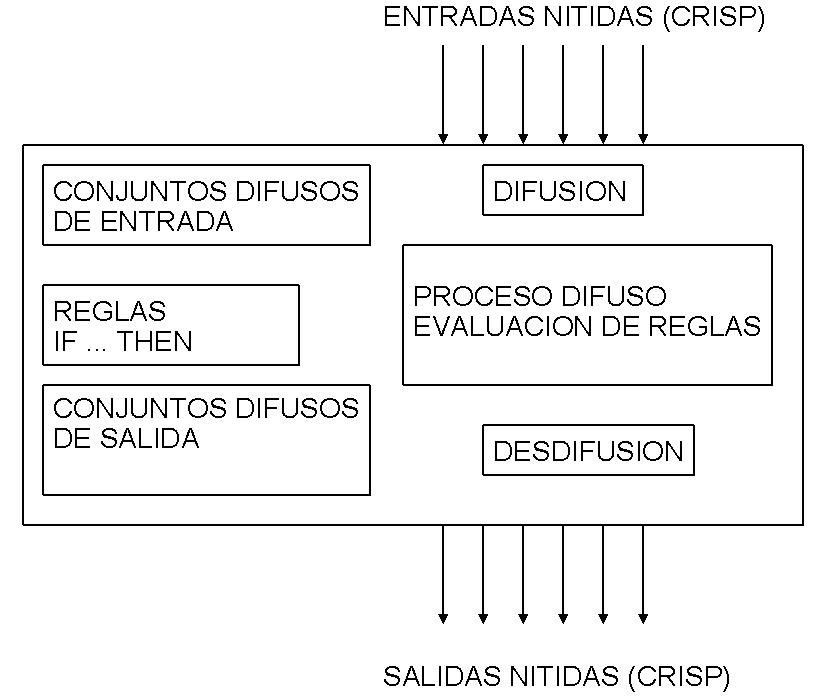 ENTRADAS NITIDAS (CRISP)
CONJUNTOS DIFUSOS
DE ENTRADA
DIFUSION
REGLAS
IF ... THEN
PROCESO DIFUSO
EVALUACION DE REGLAS
CONJUNTOS DIFUSOS
DE SALIDA
DESDIFUSION
SALIDAS NITIDAS (CRISP)